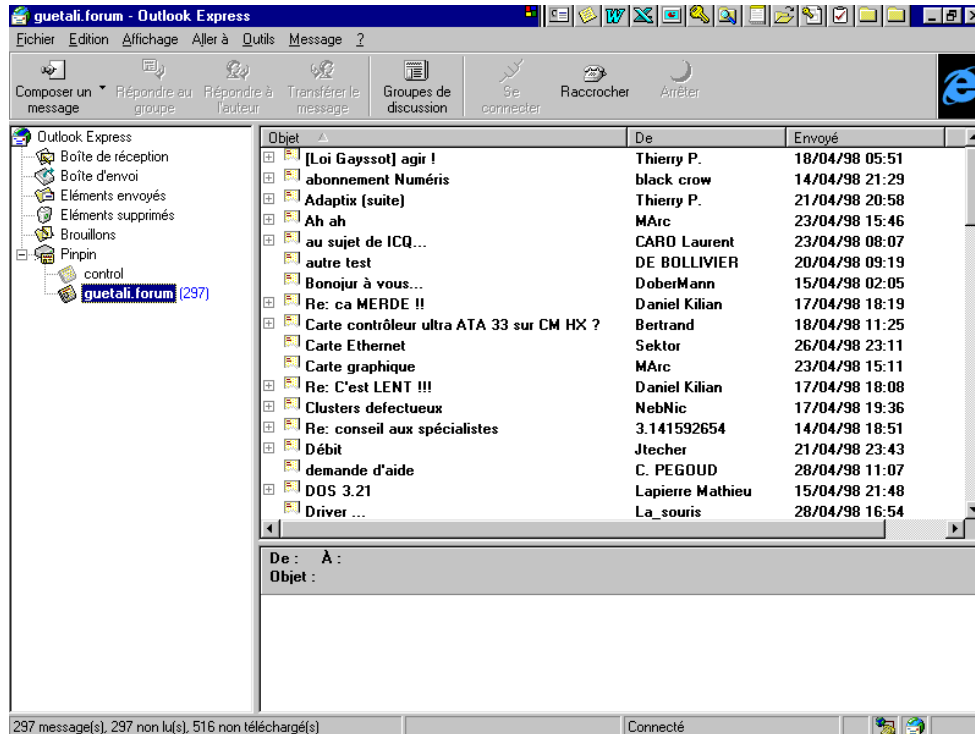 guetali.forum - Outlook Express
Fichier Edition Affichage Aller à Outils Message ?
Composer un message
Répondre au groupe
Répondre à l'auteur
Transférer le message
Groupes de discussion
Se connecter
Raccrocher
Arrêter
Outlook Express
Boîte de réception
Boîte d'envoi
Eléments envoyés
Eléments supprimés
Brouillons
Pinpin
control
guetali.forum (297)
Objet De Envoyé
[Loi Gayssot] agir ! Thierry P. 18/04/98 05:51
abonnement Numéris black crow 14/04/98 21:29
Adaptix (suite) Thierry P. 21/04/98 20:58
Ah ah MArc 23/04/98 15:46
au sujet de ICQ... CARO Laurent 23/04/98 08:07
autre test DE BOLLIVIER 20/04/98 09:19
Bonojur à vous... DoberMann 15/04/98 02:05
Re: ca MERDE !! Daniel Kilian 17/04/98 18:19
Carte contrôleur ultra ATA 33 sur CM HX ? Bertrand 18/04/98 11:25
Carte Ethernet Sektor 26/04/98 23:11
Carte graphique MArc 23/04/98 15:11
Re: C'est LENT !!! Daniel Kilian 17/04/98 18:08
Clusters defectueux NebNic 17/04/98 19:36
Re: conseil aux spécialistes 3.141592654 14/04/98 18:51
Débit Jtecher 21/04/98 23:43
demande d'aide C. PEGOUD 28/04/98 11:07
DOS 3.21 Lapierre Mathieu 15/04/98 21:48
Driver ... La_souris 28/04/98 16:54
De : À :
Objet :
297 message(s), 297 non lu(s), 516 non téléchargé(s) Connecté